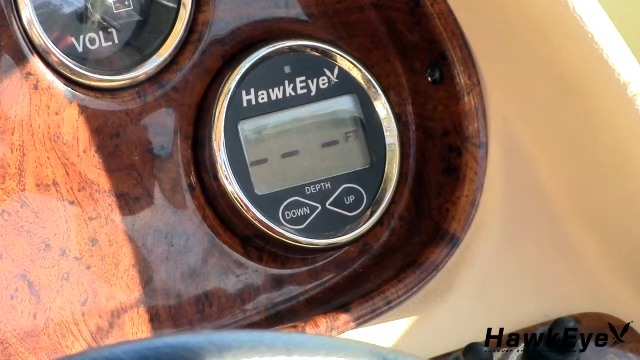 VOLT
HawkEye
- - - FT
DEPTH
DOWN UP
HawkEye